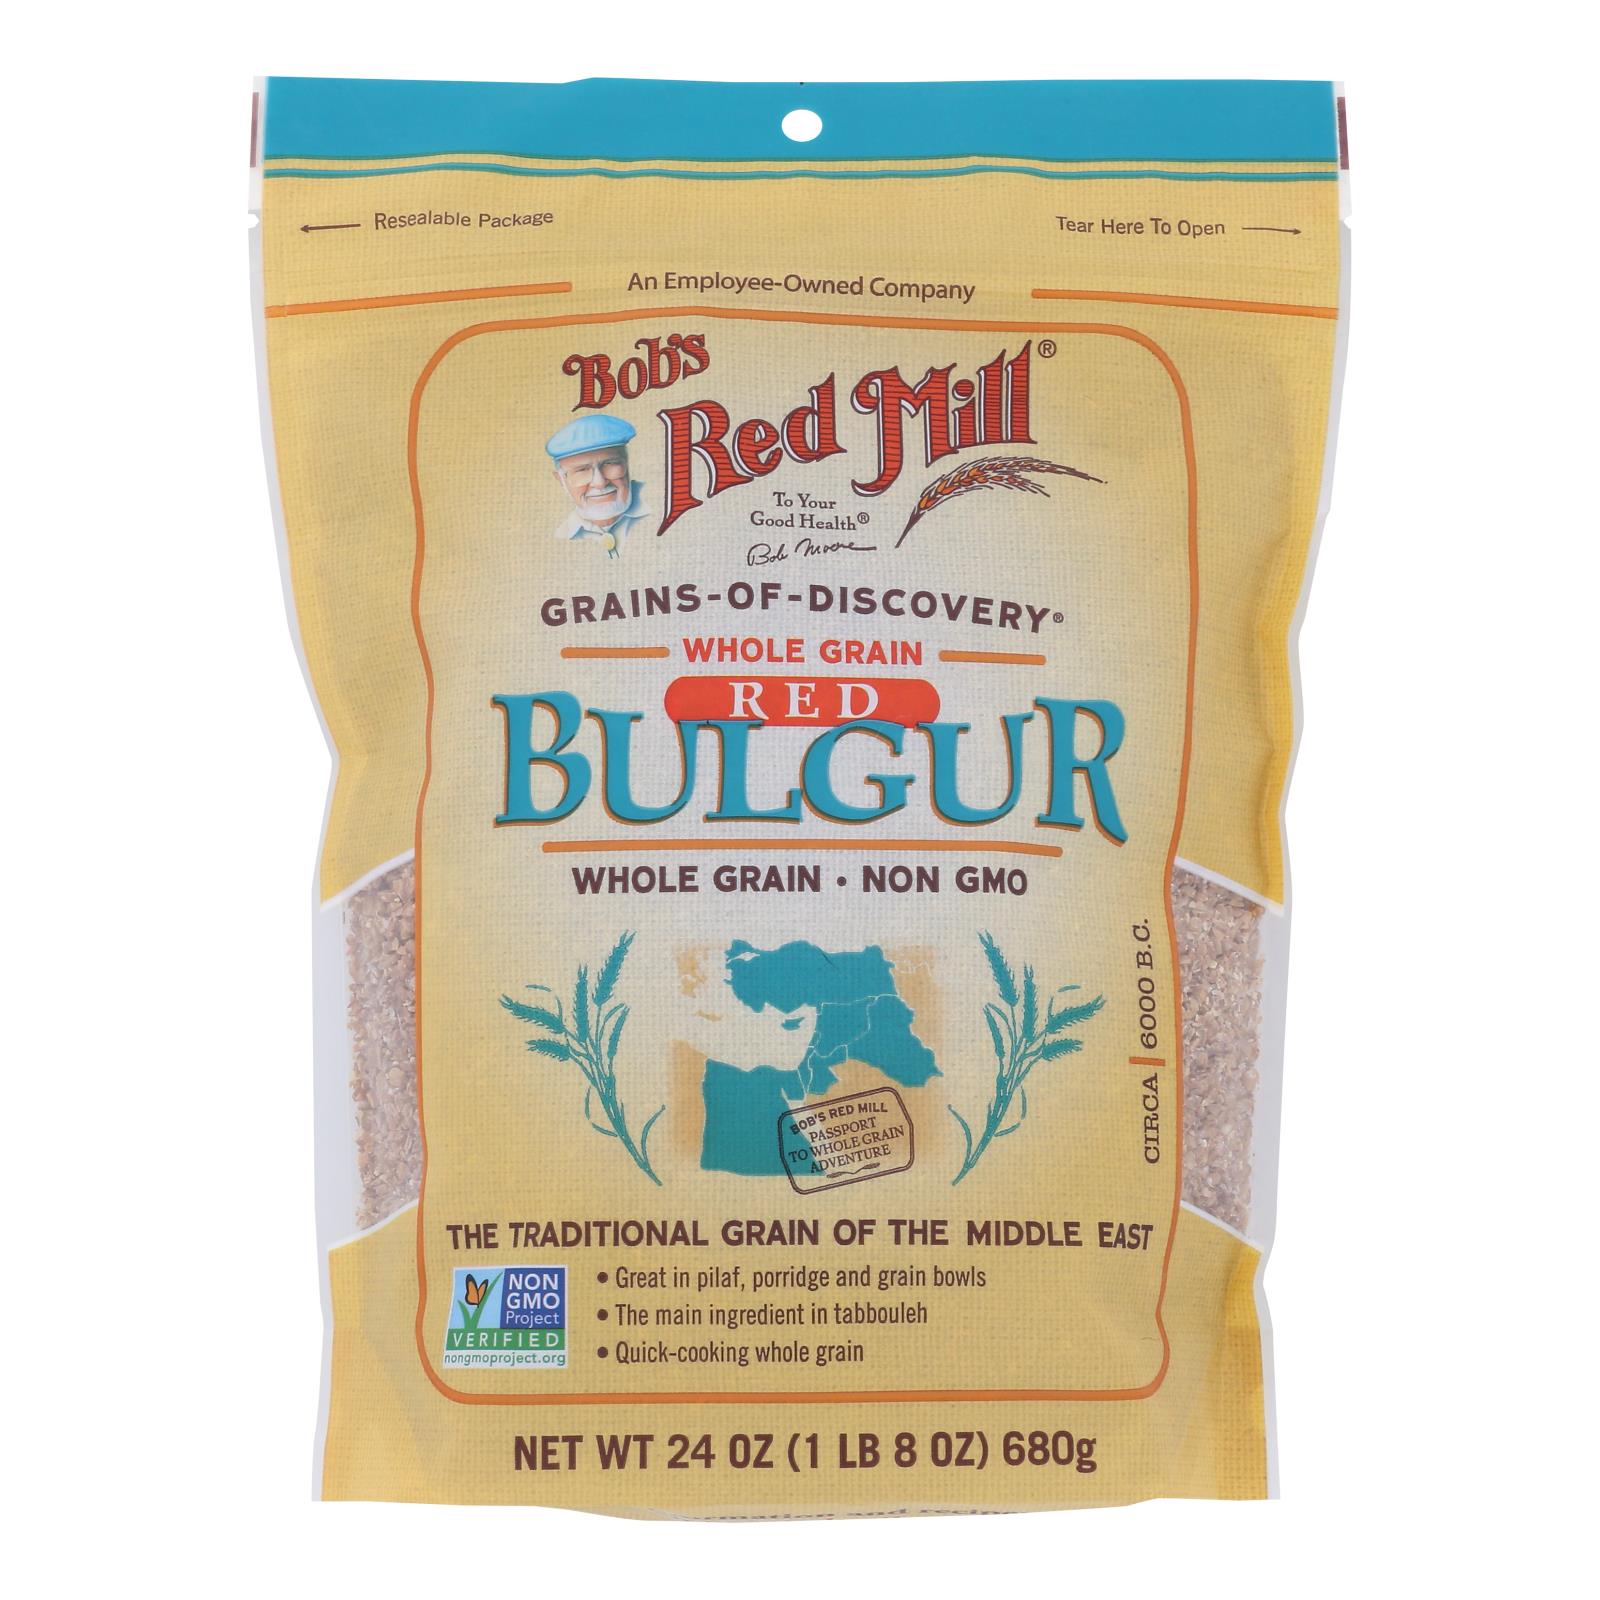 Resealable Package
Tear Here To Open
An Employee-Owned Company
Bob's
Red Mill®
To Your
Good Health®
Bob Moore
GRAINS-OF-DISCOVERY®
WHOLE GRAIN
RED
BULGUR
WHOLE GRAIN • NON GMO
CIRCA | 6000 B.C.
BOB'S RED MILL
PASSPORT
TO WHOLE GRAIN
ADVENTURE
THE TRADITIONAL GRAIN OF THE MIDDLE EAST
NON
GMO
Project
VERIFIED
nongmoproject.org
• Great in pilaf, porridge and grain bowls
• The main ingredient in tabbouleh
• Quick-cooking whole grain
NET WT 24 OZ (1 LB 8 OZ) 680g
and